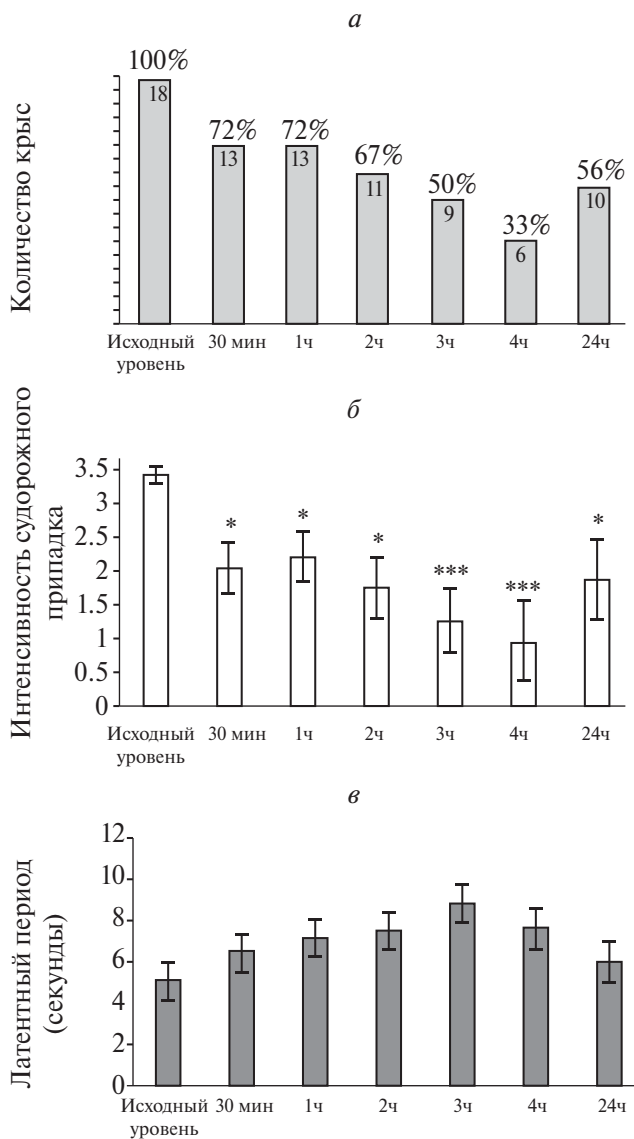 а
Количество крыс
100%
72%
72%
67%
50%
33%
56%
18
13
13
11
9
6
10
Исходный 30 мин 1ч 2ч 3ч 4ч 24ч
уровень
б
Интенсивность судорожного
припадка
3.5
3
2.5
2
1.5
1
0.5
0
* * * *** *** *
Исходный 30 мин 1ч 2ч 3ч 4ч 24ч
уровень
в
Латентный период
(секунды)
12
10
8
6
4
2
0
Исходный 30 мин 1ч 2ч 3ч 4ч 24ч
уровень